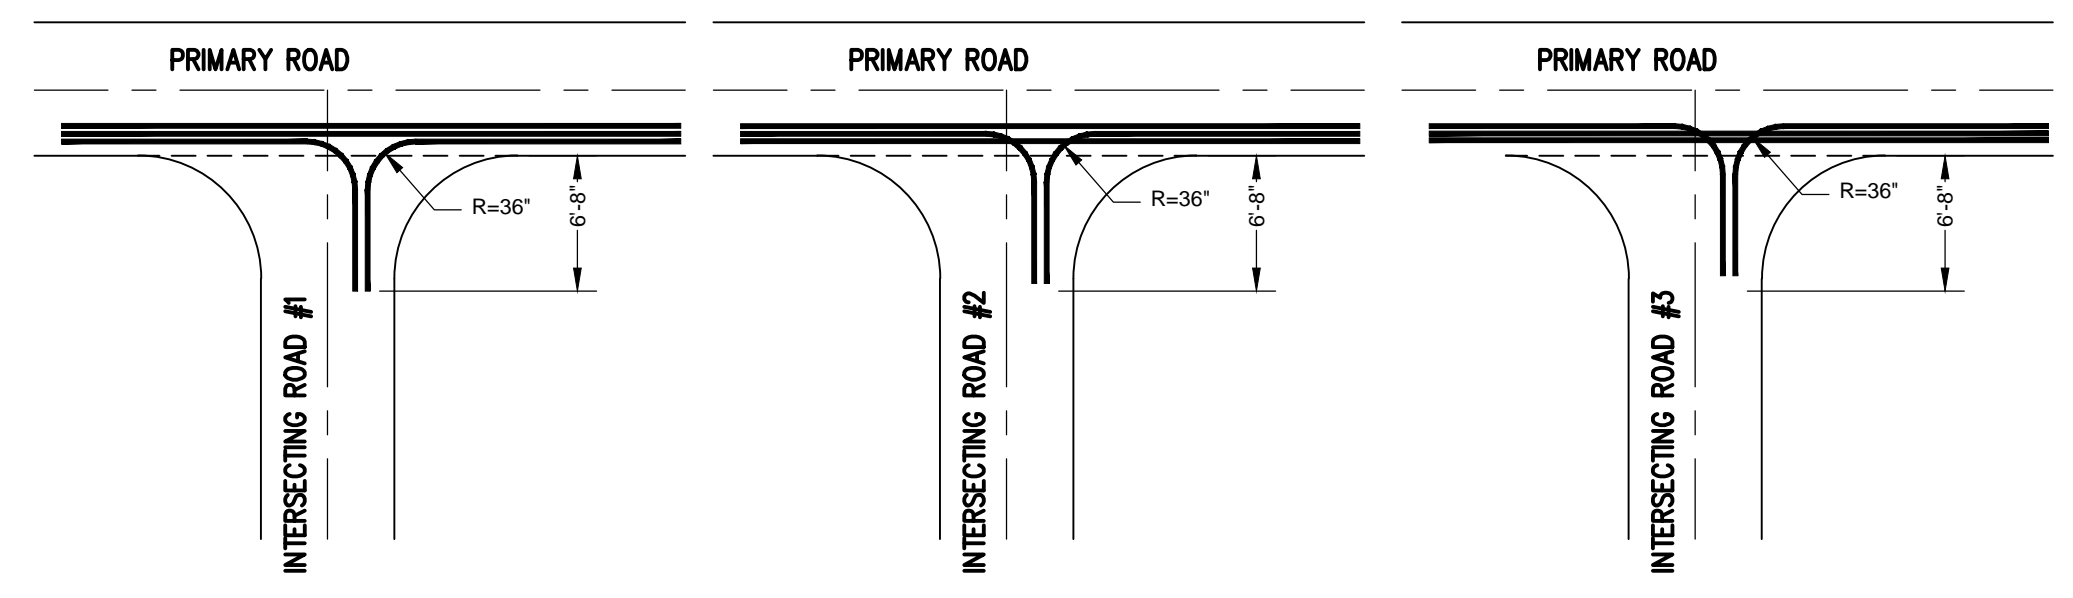 PRIMARY ROAD
R=36"
6'-8"
INTERSECTING ROAD #1
PRIMARY ROAD
R=36"
6'-8"
INTERSECTING ROAD #2
PRIMARY ROAD
R=36"
6'-8"
INTERSECTING ROAD #3